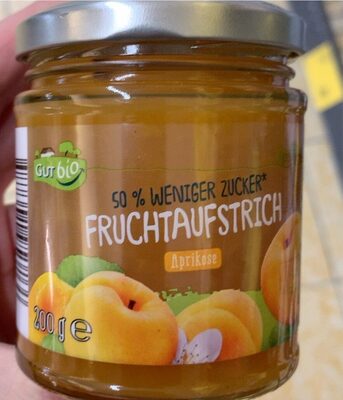 GUT bio
50 % WENIGER ZUCKER*
FRUCHTAUFSTRICH
Aprikose
200 g ℮